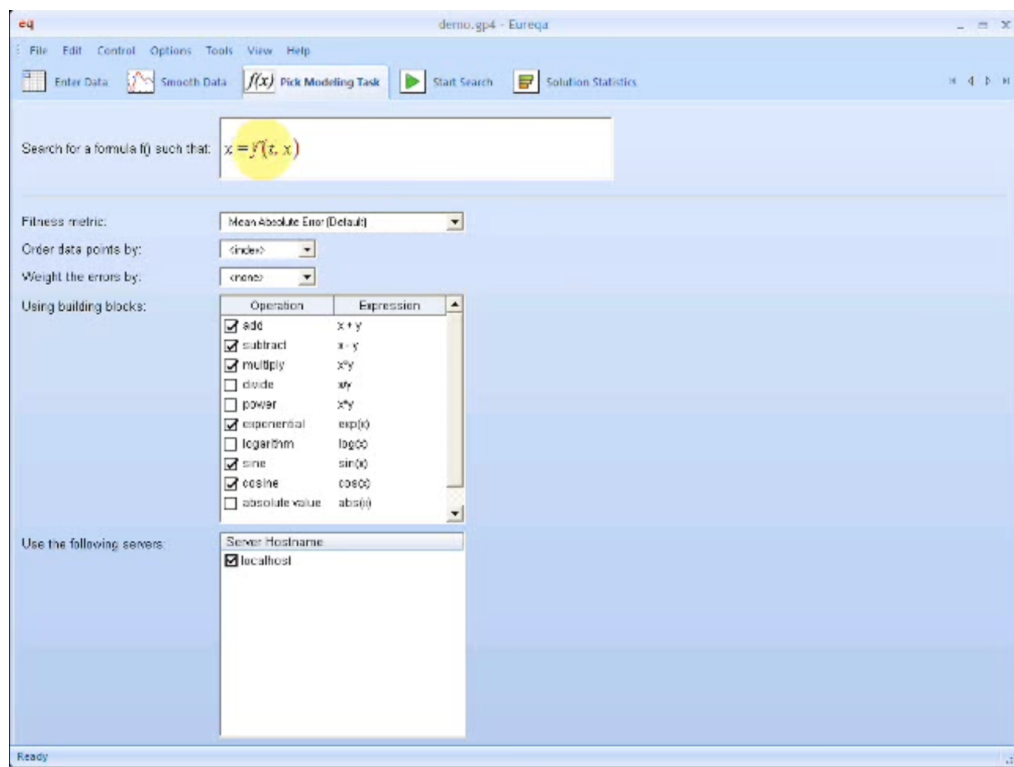 eq demo.gp4 - Eureqa
File Edit Control Options Tools View Help
Enter Data Smooth Data f(x) Pick Modeling Task Start Search Solution Statistics
Search for a formula f() such that: x = f(t, x)
Fitness metric: Mean Absolute Error (Default)
Order data points by: <index>
Weight the errors by: <none>
Using building blocks: Operation Expression
add x + y
subtract x - y
multiply x*y
divide x/y
power x^y
exponential exp(x)
logarithm log(x)
sine sin(x)
cosine cos(x)
absolute value abs(x)
Use the following servers: Server Hostname
localhost
Ready